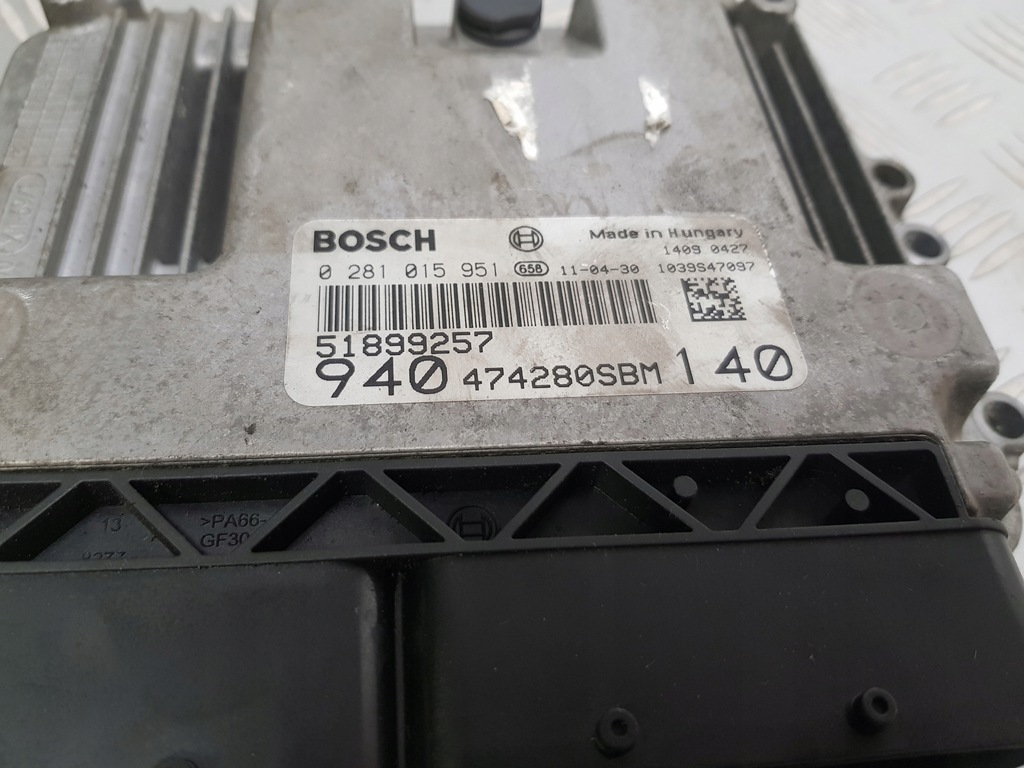 BOSCH Made in Hungary
1409 0427
0 281 015 951 658 11-04-30 1039S47097
51899257
940 474280SBM 140
13 >PA66-
GF30